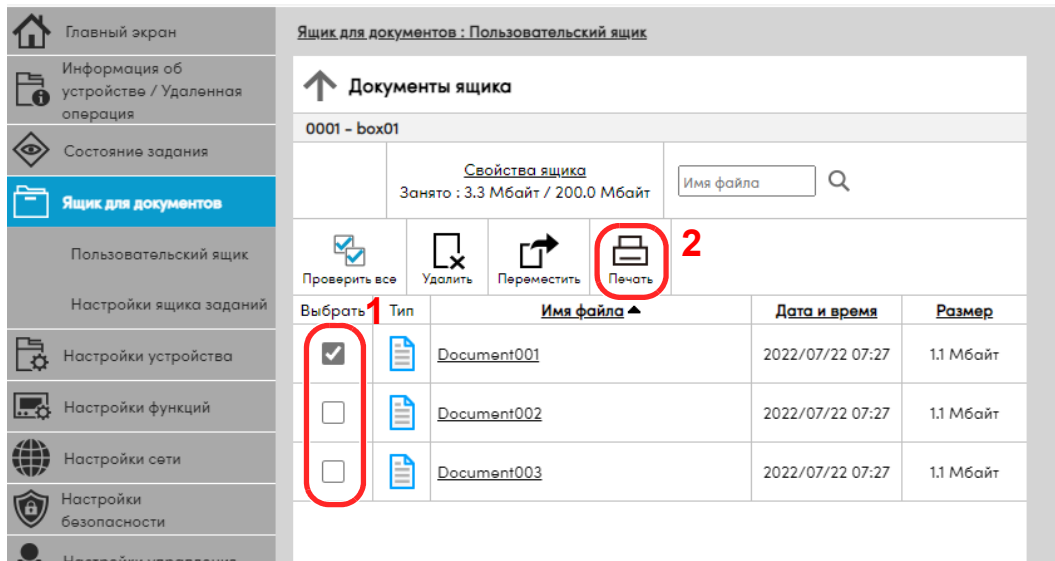 Главный экран
Информация об
устройстве / Удаленная
операция
Состояние задания
Ящик для документов
Пользовательский ящик
Настройки ящика заданий
Настройки устройства
Настройки функций
Настройки сети
Настройки
безопасности
Настройки управления
Ящик для документов : Пользовательский ящик
Документы ящика
0001 - box01
Свойства ящика
Занято : 3.3 Мбайт / 200.0 Мбайт
Имя файла
Проверить все Удалить Переместить Печать 2
Выбрать 1 Тип Имя файла Дата и время Размер
Document001 2022/07/22 07:27 1.1 Мбайт
Document002 2022/07/22 07:27 1.1 Мбайт
Document003 2022/07/22 07:27 1.1 Мбайт